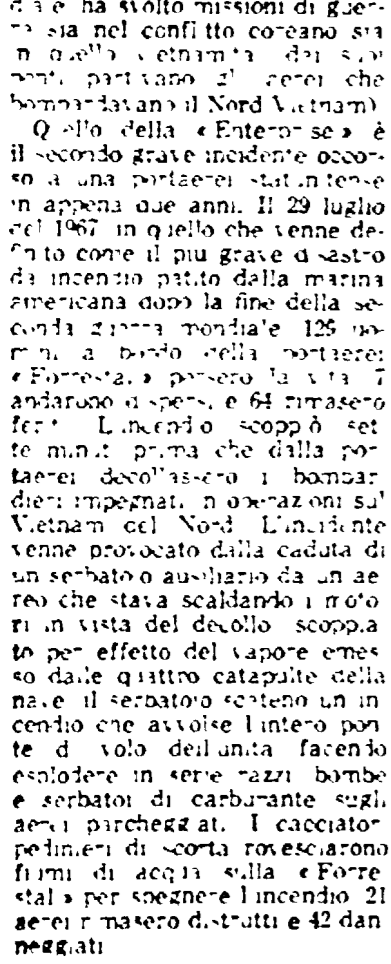 ha svolto missioni di guer-
ra sia nel conflitto coreano sia
in quello vietnamita dai suoi
ponti partivano gli aerei che
bombardavano il Nord Vietnam)
Quello della « Enterprise » è
il secondo grave incidente occor-
so a una portaerei statunitense
in appena due anni. Il 29 luglio
del 1967 in quello che venne de-
finito come il più grave disastro
da incendio patito dalla marina
americana dopo la fine della se-
conda guerra mondiale 129 uo-
mini a bordo della portaerei
« Forrestal » persero la vita 7
andarono dispersi e 64 rimasero
feriti L incendio scoppiò set
te minuti prima che dalla por
taerei decollassero i bombar
dieri impegnati in operazioni sul
Vietnam del Nord L'incidente
venne provocato dalla caduta di
un serbatoio ausiliario da un ae
reo che stava scaldando i moto
ri in vista del decollo scoppia
to per effetto del vapore emes
so dalle quattro catapulte della
nave il serbatoio scatenò un in
cendio che avvolse l intero pon
te di volo dell unità facendo
esplodere in serie razzi bombe
e serbatoi di carburante sugli
aerei parcheggiati. I cacciator
pedinieri di scorta rovesciarono
fiumi di acqua sulla « Forre
stal » per spegnere l incendio 21
aerei rimasero distrutti e 42 dan
neggiati